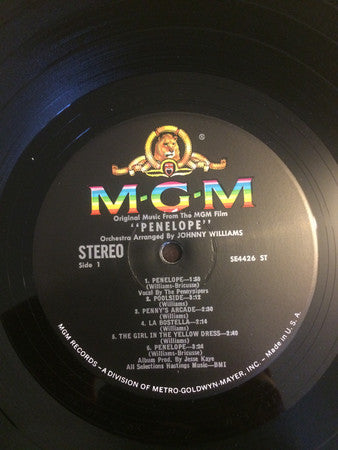 ®
M-G-M
Original Music From The MGM Film
"PENELOPE"
Orchestra Arranged By JOHNNY WILLIAMS
STEREO
Side 1
SE4426 ST
1. PENELOPE—1:58
(Williams-Bricusse)
Vocal By The Pennypipers
2. POOLSIDE—3:12
(Williams)
3. PENNY'S ARCADE—2:30
(Williams)
4. LA BOSTELLA—2:14
(Williams)
5. THE GIRL IN THE YELLOW DRESS—2:40
(Williams-Bricusse)
6. PENELOPE—3:24
(Williams-Bricusse)
Album Prod. By Jesse Kaye
All Selections Hastings Music—BMI
MGM RECORDS – A DIVISION OF METRO-GOLDWYN-MAYER, INC. – Made in U. S. A.